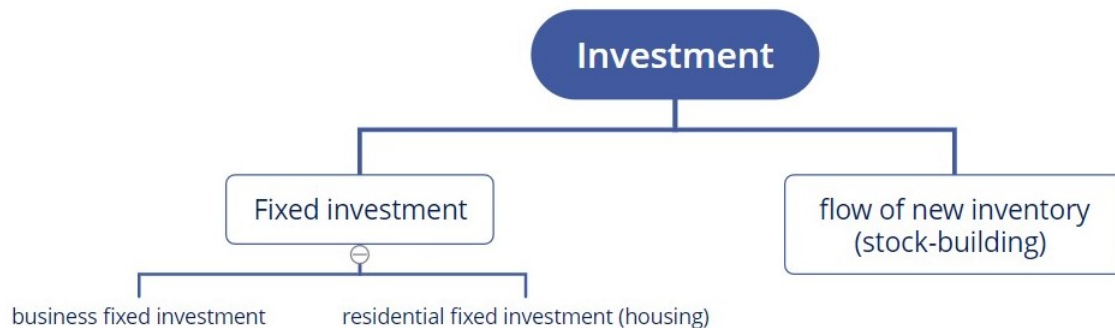 Investment
Fixed investment
flow of new inventory
(stock-building)
business fixed investment
residential fixed investment (housing)